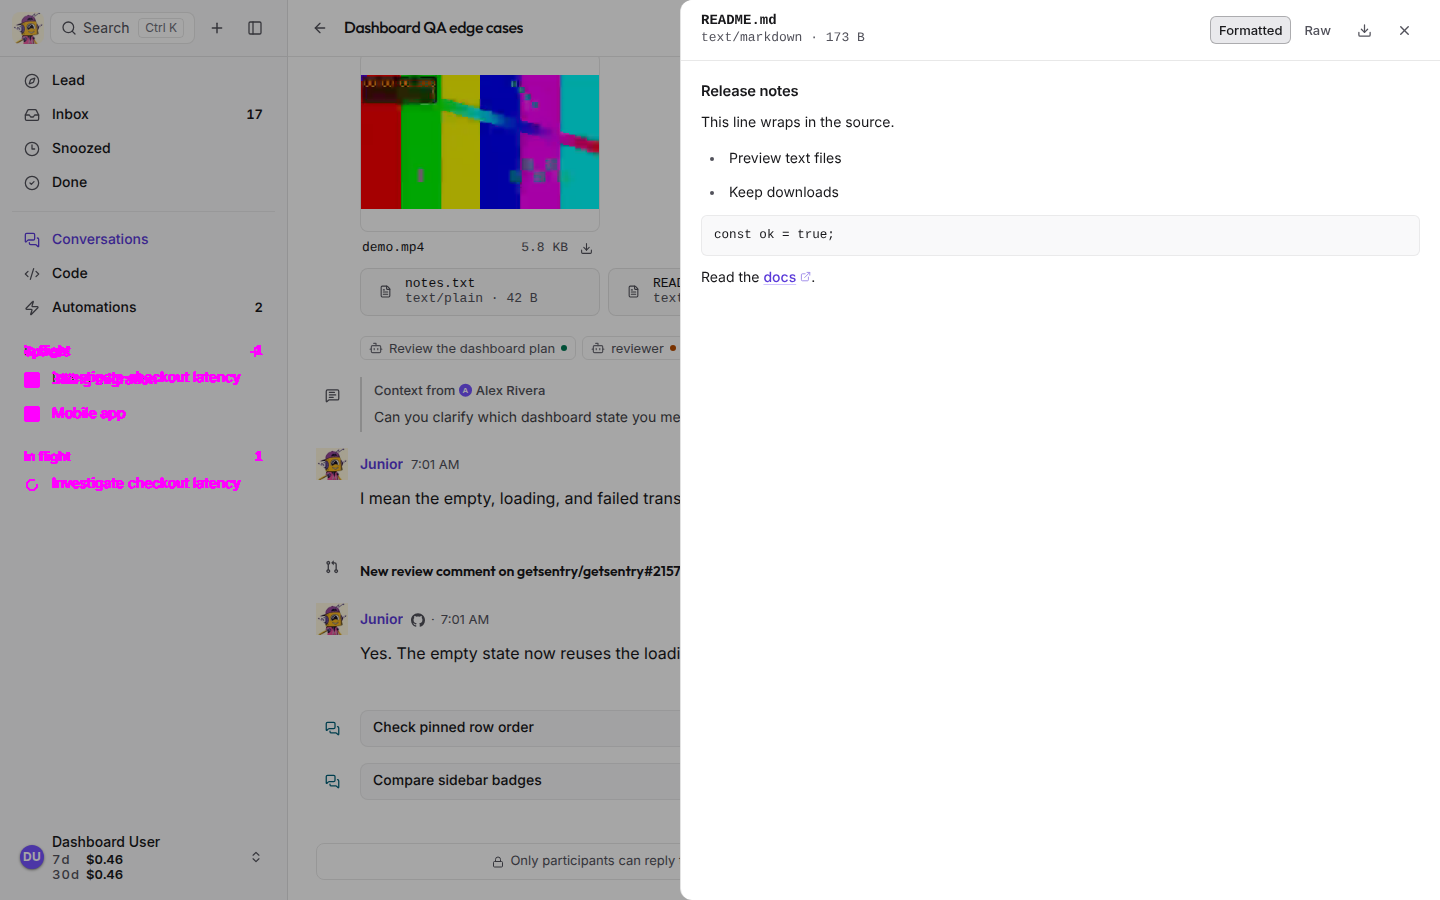 Search Ctrl K
Lead
Inbox 17
Snoozed
Done
Conversations
Code
Automations 2
Mobile app
In flight 1
Investigate checkout latency
Dashboard User
DU
7d $0.46
30d $0.46
Dashboard QA edge cases
demo.mp4 5.8 KB
notes.txt
text/plain · 42 B
READ
text
Review the dashboard plan
reviewer
Context from A Alex Rivera
Can you clarify which dashboard state you me
Junior 7:01 AM
I mean the empty, loading, and failed trans
New review comment on getsentry/getsentry#2157
Junior · 7:01 AM
Yes. The empty state now reuses the loadi
Check pinned row order
Compare sidebar badges
Only participants can reply
README.md
text/markdown · 173 B
Formatted Raw
Release notes
This line wraps in the source.
• Preview text files
• Keep downloads
const ok = true;
Read the docs.